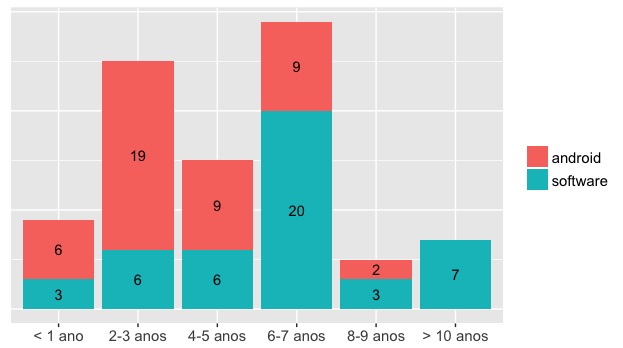 9
19
android
software
9
20
6
6
6
2
3
3
7
< 1 ano
2-3 anos
4-5 anos
6-7 anos
8-9 anos
> 10 anos